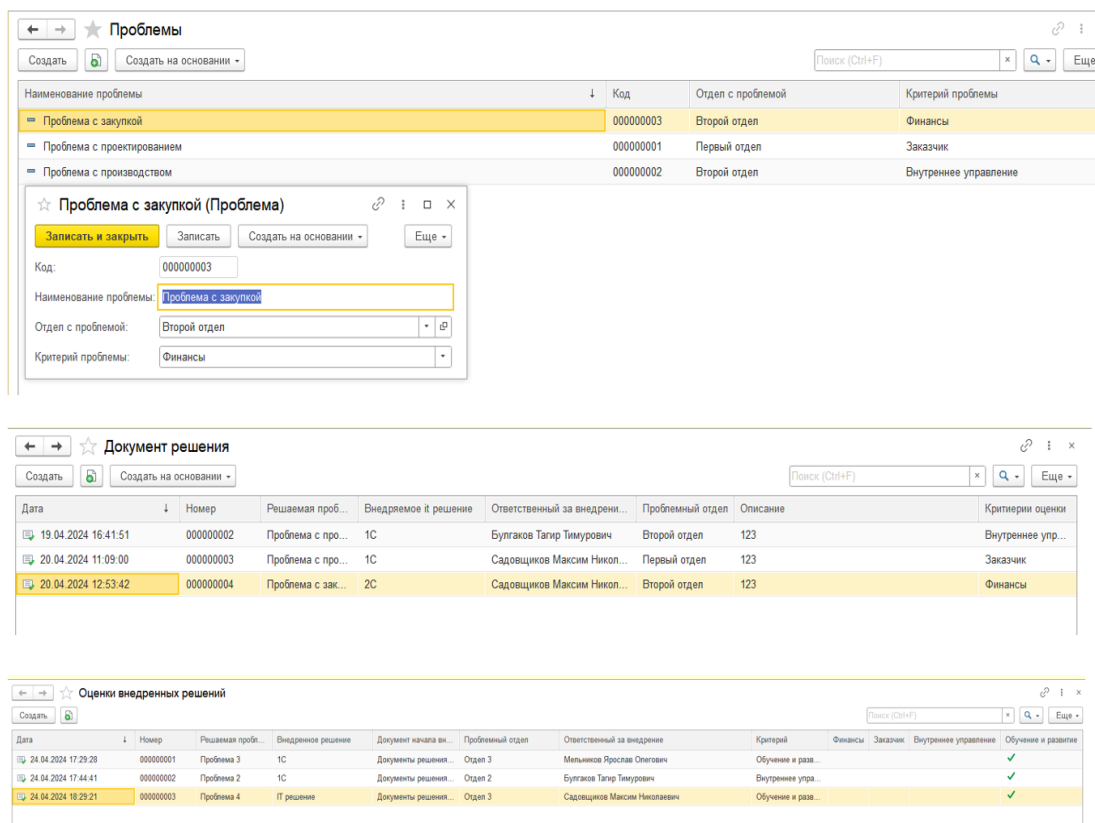 Проблемы
Создать Создать на основании Поиск (Ctrl+F) × Еще
Наименование проблемы ↓ Код Отдел с проблемой Критерий проблемы
Проблема с закупкой 000000003 Второй отдел Финансы
Проблема с проектированием 000000001 Первый отдел Заказчик
Проблема с производством 000000002 Второй отдел Внутреннее управление
Проблема с закупкой (Проблема)
Записать и закрыть Записать Создать на основании Еще
Код: 000000003
Наименование проблемы: Проблема с закупкой
Отдел с проблемой: Второй отдел
Критерий проблемы: Финансы
Документ решения
Создать Создать на основании Поиск (Ctrl+F) × Еще
Дата ↓ Номер Решаемая проб... Внедряемое it решение Ответственный за внедрени... Проблемный отдел Описание Критиерии оценки
19.04.2024 16:41:51 000000002 Проблема с про... 1С Булгаков Тагир Тимурович Второй отдел 123 Внутреннее упр...
20.04.2024 11:09:00 000000003 Проблема с про... 1С Садовщиков Максим Никол... Первый отдел 123 Заказчик
20.04.2024 12:53:42 000000004 Проблема с зак... 2С Садовщиков Максим Никол... Второй отдел 123 Финансы
Оценки внедренных решений
Создать Поиск (Ctrl+F) × Еще
Дата ↓ Номер Решаемая пробл... Внедренное решение Документ начала вн... Проблемный отдел Ответственный за внедрение Критерий Финансы Заказчик Внутреннее управление Обучение и развитие
24.04.2024 17:29:28 000000001 Проблема 3 1С Документы решения... Отдел 3 Мельников Ярослав Олегович Обучение и разв... ✓
24.04.2024 17:44:41 000000002 Проблема 2 1С Документы решения... Отдел 2 Булгаков Тагир Тимурович Внутреннее упра... ✓
24.04.2024 18:29:21 000000003 Проблема 4 IT решение Документы решения... Отдел 3 Садовщиков Максим Николаевич Обучение и разв... ✓